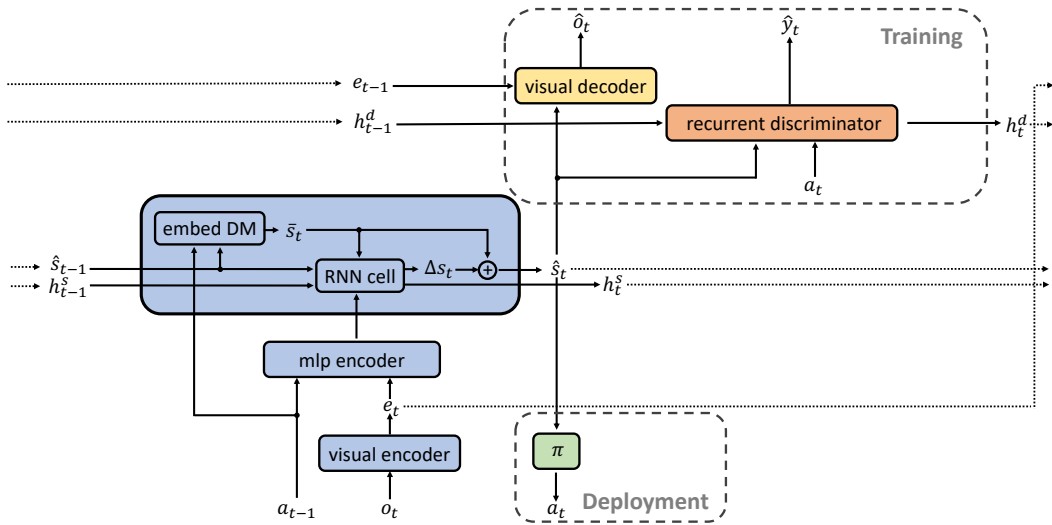 ô_t ŷ_t Training
e_{t-1} visual decoder
h^d_{t-1} recurrent discriminator h^d_t
a_t
embed DM s̄_t
ŝ_{t-1} RNN cell Δs_t + ŝ_t
h^s_{t-1} h^s_t
mlp encoder
e_t
visual encoder π
a_{t-1} o_t a_t Deployment